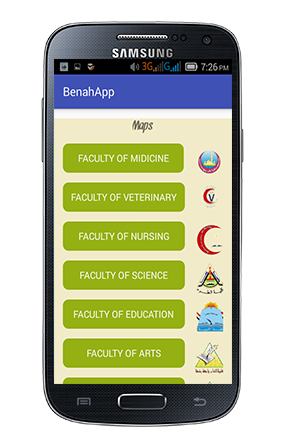 SAMSUNG
3G G 7:26 PM
BenahApp
Maps
FACULTY OF MIDICINE
FACULTY OF VETERINARY
V
FACULTY OF NURSING
FACULTY OF SCIENCE
FACULTY OF EDUCATION
FACULTY OF ARTS